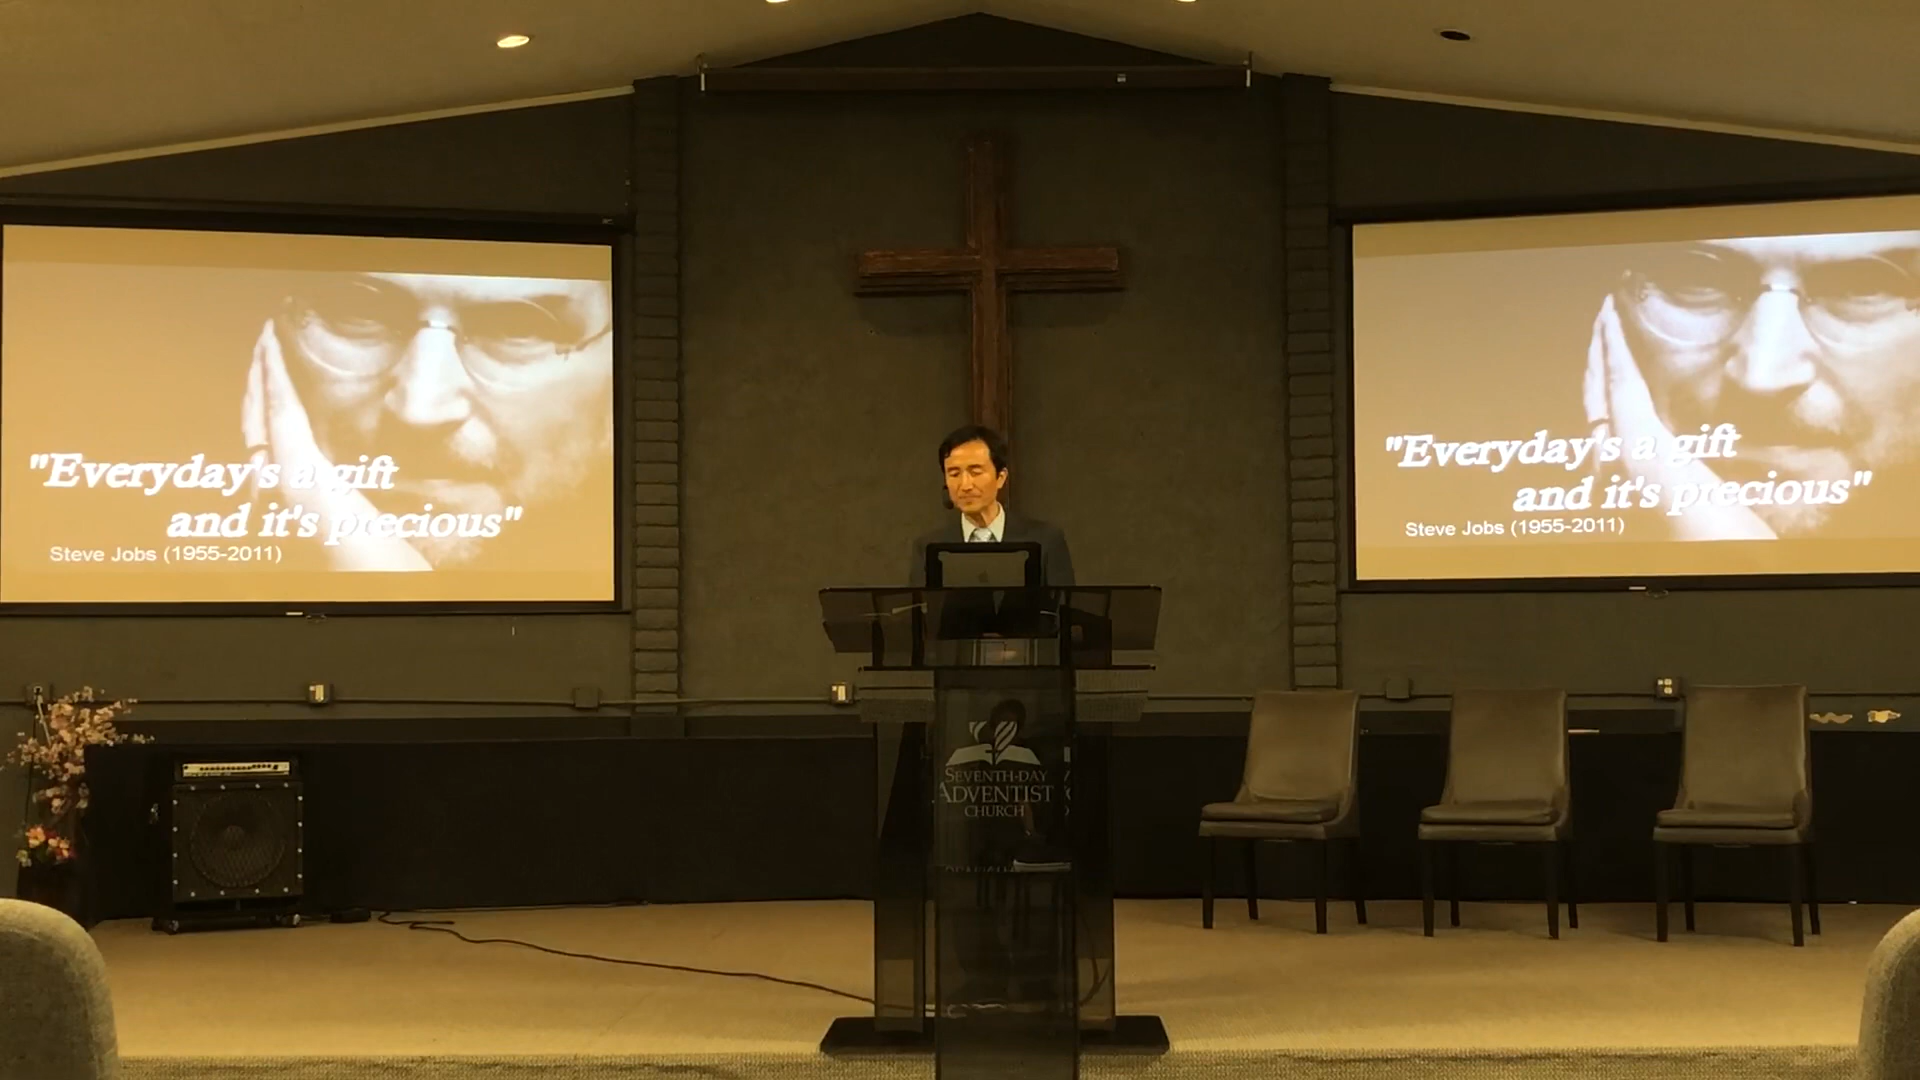 "Everyday's a gift
and it's precious"
Steve Jobs (1955-2011)
"Everyday's a gift
and it's precious"
Steve Jobs (1955-2011)
SEVENTH-DAY
ADVENTIST
CHURCH